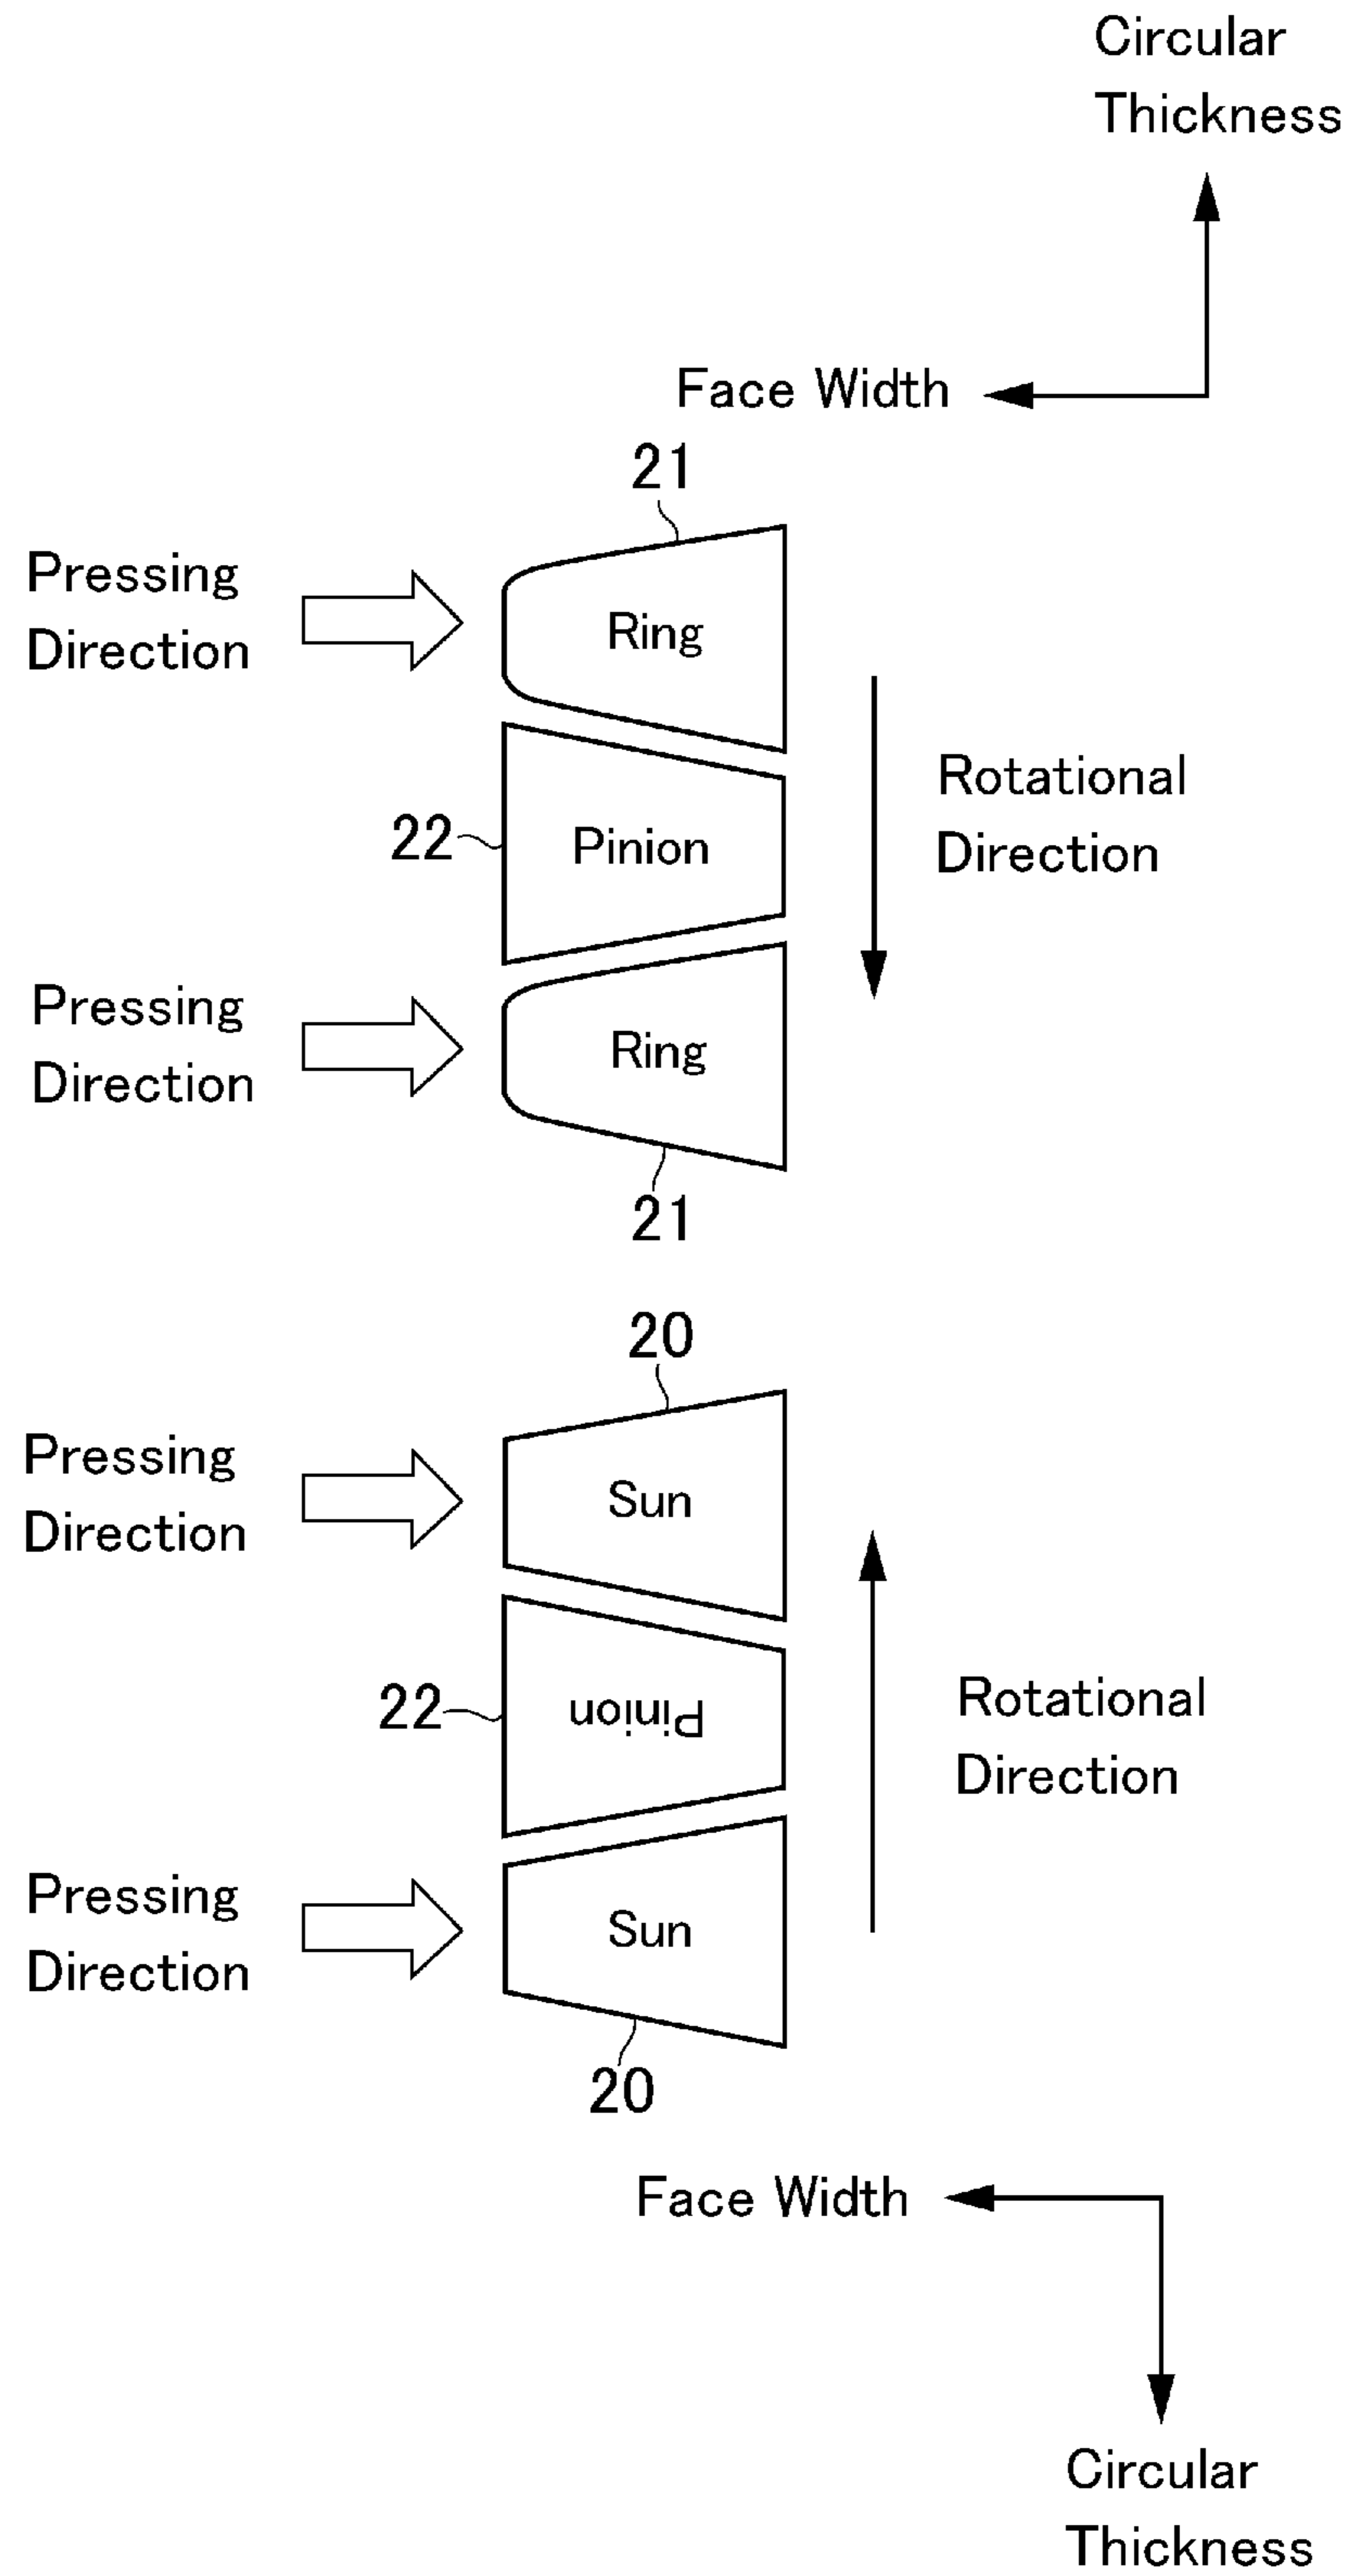 Circular
Thickness
Face Width
21
Pressing
Direction
Ring
Rotational
Direction
22
Pinion
Pressing
Direction
Ring
21
20
Pressing
Direction
Sun
22
Pinion
Rotational
Direction
Pressing
Direction
Sun
20
Face Width
Circular
Thickness